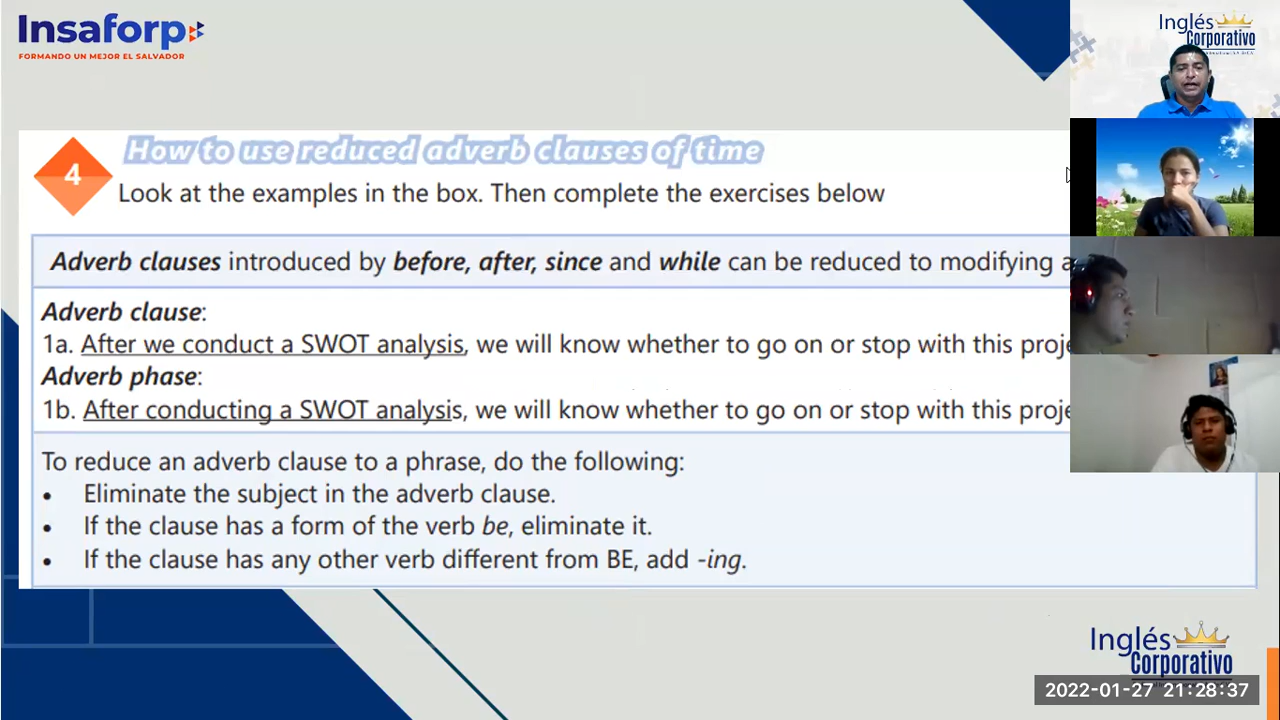 Insaforp
FORMANDO UN MEJOR EL SALVADOR
Inglés
Corporativo
4
How to use reduced adverb clauses of time
Look at the examples in the box. Then complete the exercises below
Adverb clauses introduced by before, after, since and while can be reduced to modifying
Adverb clause:
1a. After we conduct a SWOT analysis, we will know whether to go on or stop with this
Adverb phase:
1b. After conducting a SWOT analysis, we will know whether to go on or stop with this
To reduce an adverb clause to a phrase, do the following:
• Eliminate the subject in the adverb clause.
• If the clause has a form of the verb be, eliminate it.
• If the clause has any other verb different from BE, add -ing.
Inglés
Corporativo
2022-01-27 21:28:37